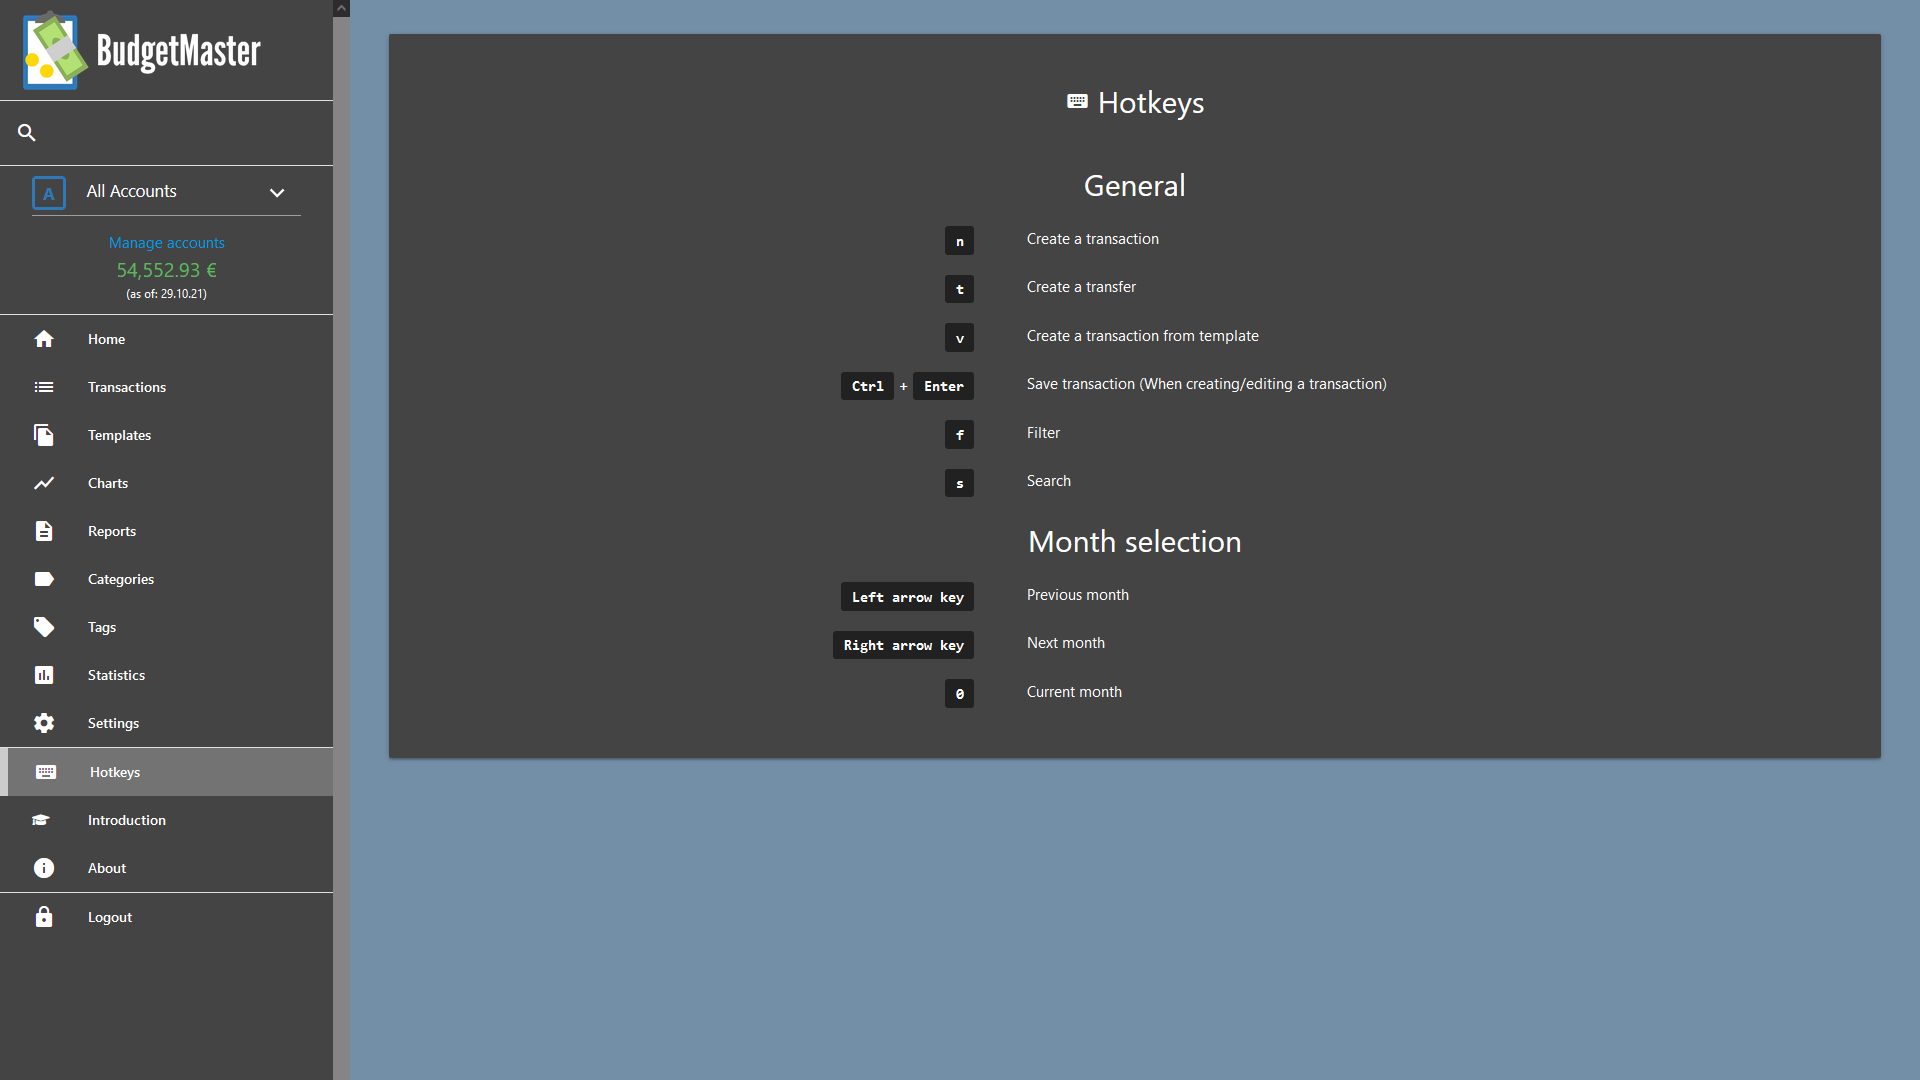 BudgetMaster
A All Accounts
Manage accounts
54,552.93 €
(as of: 29.10.21)
Home
Transactions
Templates
Charts
Reports
Categories
Tags
Statistics
Settings
Hotkeys
Introduction
About
Logout
Hotkeys
General
n Create a transaction
t Create a transfer
v Create a transaction from template
Ctrl + Enter Save transaction (When creating/editing a transaction)
f Filter
s Search
Month selection
Left arrow key Previous month
Right arrow key Next month
0 Current month